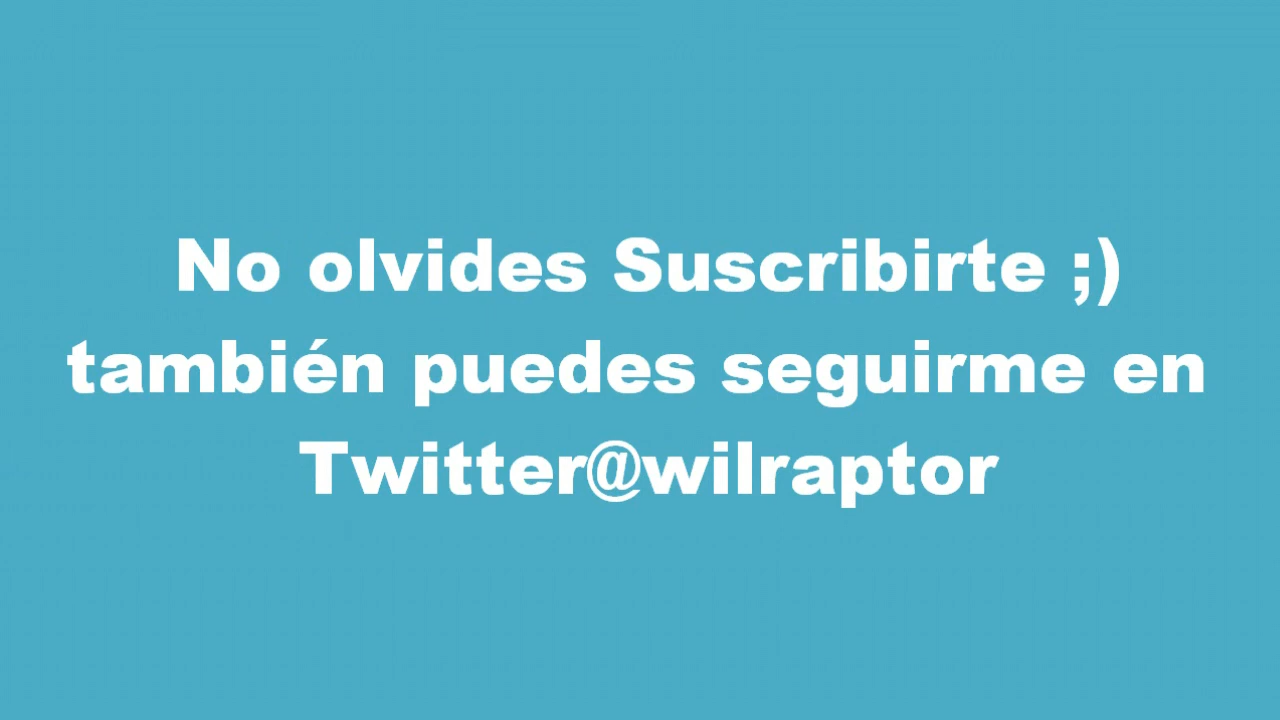 No olvides Suscribirte ;)
también puedes seguirme en
Twitter@wilraptor